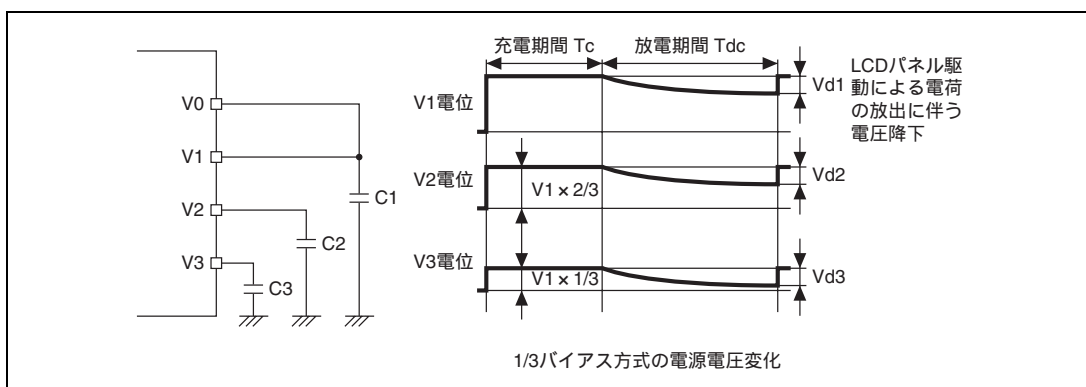 V0
V1
V2
V3
C1
C2
C3
充電期間 Tc
放電期間 Tdc
V1電位
Vd1
LCDパネル駆
動による電荷
の放出に伴う
電圧降下
V2電位
V1 × 2/3
Vd2
V3電位
V1 × 1/3
Vd3
1/3バイアス方式の電源電圧変化